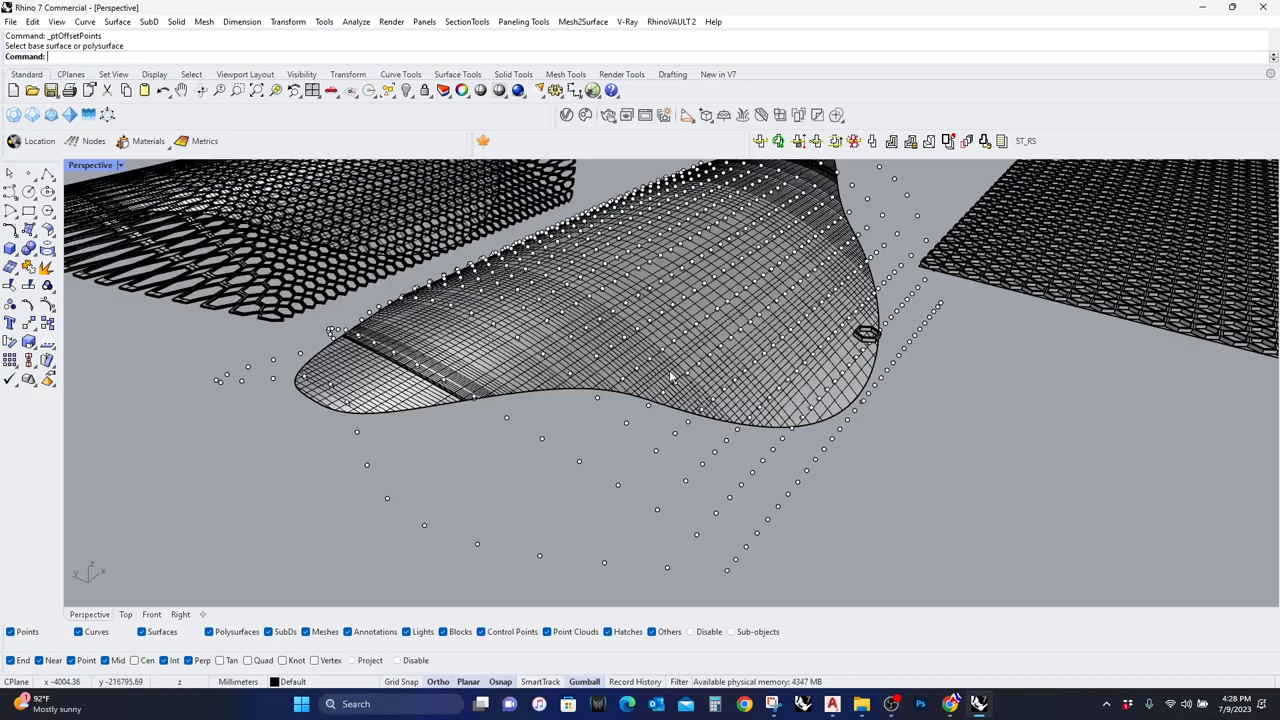 Rhino 7 Commercial - [Perspective]
File Edit View Curve Surface SubD Solid Mesh Dimension Transform Tools Analyze Render Panels SectionTools Paneling Tools Mesh2Surface V-Ray RhinoVAULT 2 Help
Command: _ptOffsetPoints
Select base surface or polysurface
Command:
Standard CPlanes Set View Display Select Viewport Layout Visibility Transform Curve Tools Surface Tools Solid Tools Mesh Tools Render Tools Drafting New in V7
Location Nodes Materials Metrics ST_RS
Perspective
z
y x
Perspective Top Front Right
Points Curves Surfaces Polysurfaces SubDs Meshes Annotations Lights Blocks Control Points Point Clouds Hatches Others Disable Sub-objects
End Near Point Mid Cen Int Perp Tan Quad Knot Vertex Project Disable
CPlane x -4004.36 y -216795.69 z Millimeters Default Grid Snap Ortho Planar Osnap SmartTrack Gumball Record History Filter Available physical memory: 4347 MB
92°F
Mostly sunny
Search
4:28 PM
7/9/2023